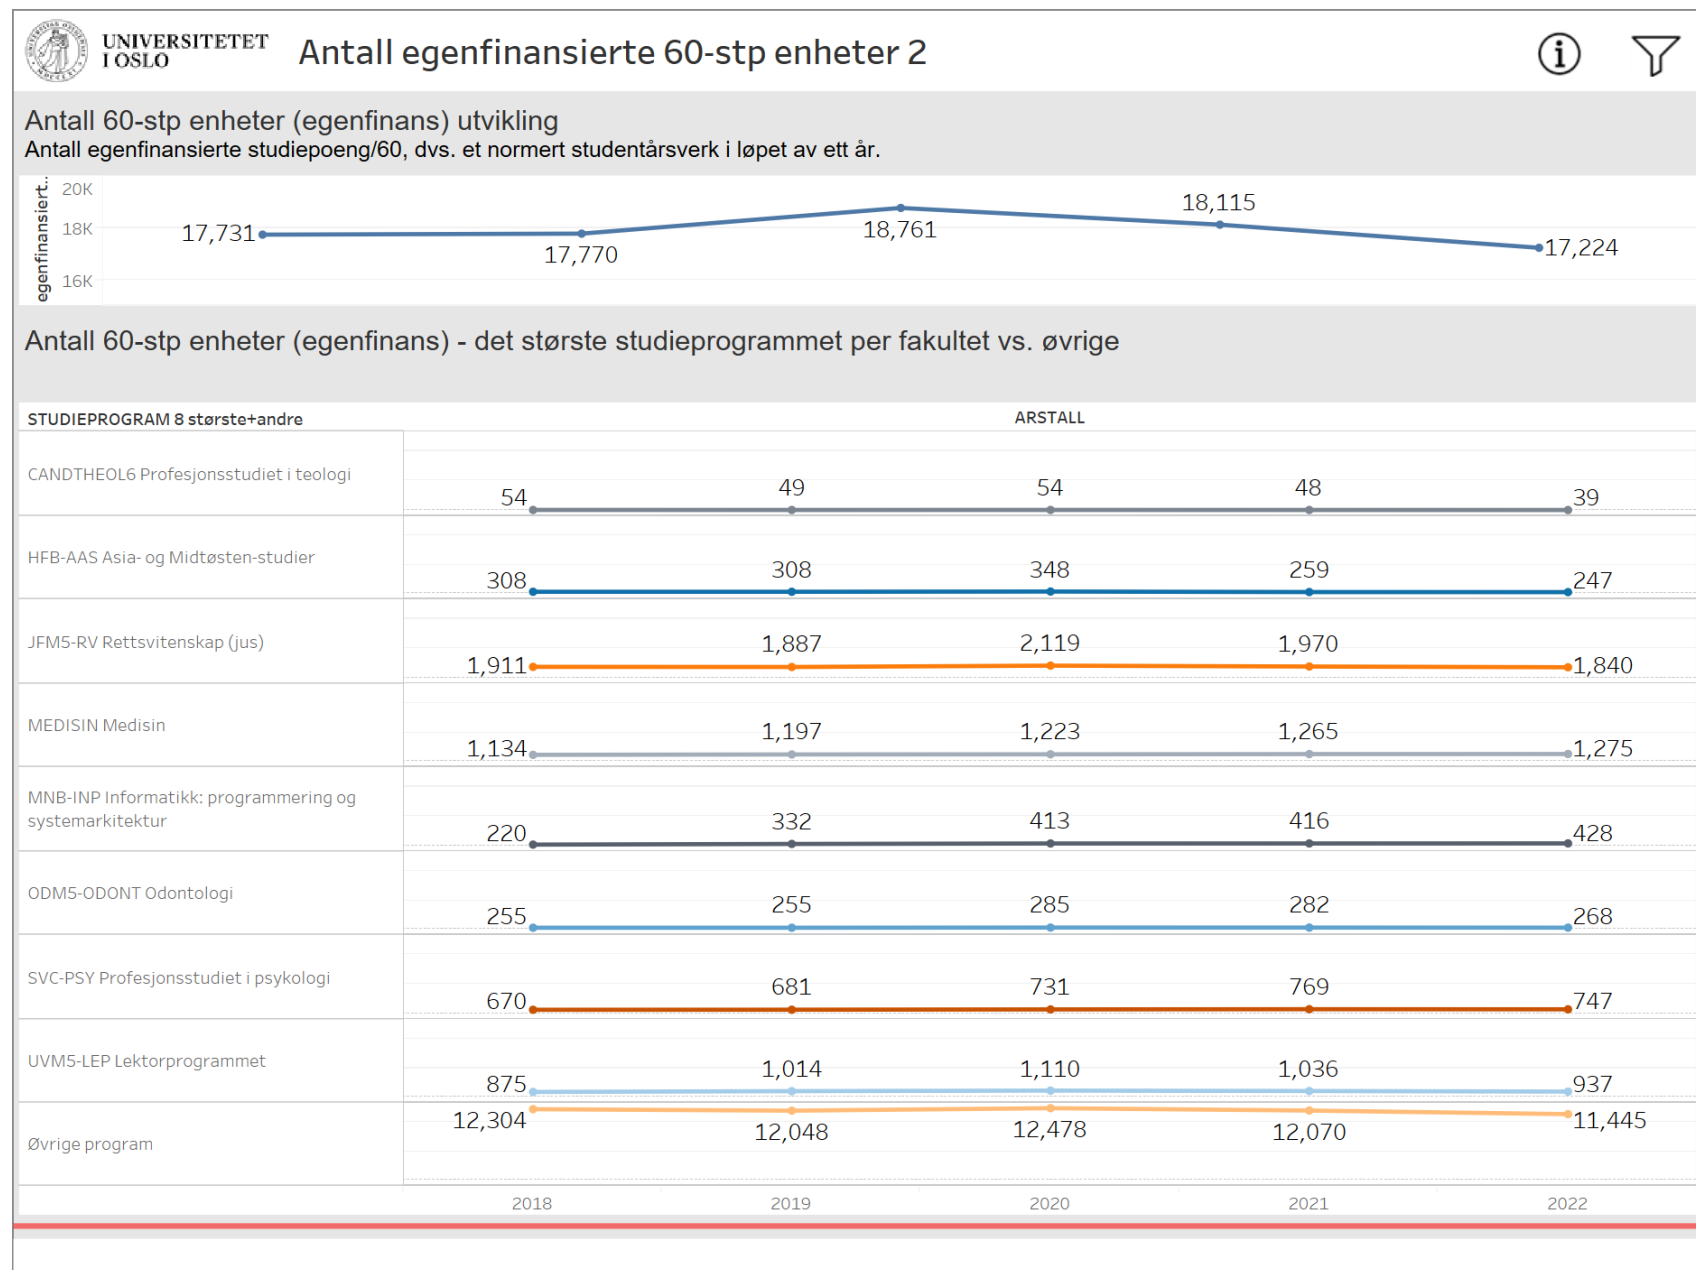 UNIVERSITETET
I OSLO
Antall egenfinansierte 60-stp enheter 2
Antall 60-stp enheter (egenfinans) utvikling
Antall egenfinansierte studiepoeng/60, dvs. et normert studentårsverk i løpet av ett år.
egenfinansiert..
20K
18K
16K
17,731
17,770
18,761
18,115
17,224
Antall 60-stp enheter (egenfinans) - det største studieprogrammet per fakultet vs. øvrige
STUDIEPROGRAM 8 største+andre ARSTALL
CANDTHEOL6 Profesjonsstudiet i teologi
54 49 54 48 39
HFB-AAS Asia- og Midtøsten-studier
308 308 348 259 247
JFM5-RV Rettsvitenskap (jus)
1,911 1,887 2,119 1,970 1,840
MEDISIN Medisin
1,134 1,197 1,223 1,265 1,275
MNB-INP Informatikk: programmering og
systemarkitektur
220 332 413 416 428
ODM5-ODONT Odontologi
255 255 285 282 268
SVC-PSY Profesjonsstudiet i psykologi
670 681 731 769 747
UVM5-LEP Lektorprogrammet
875 1,014 1,110 1,036 937
Øvrige program
12,304 12,048 12,478 12,070 11,445
2018 2019 2020 2021 2022